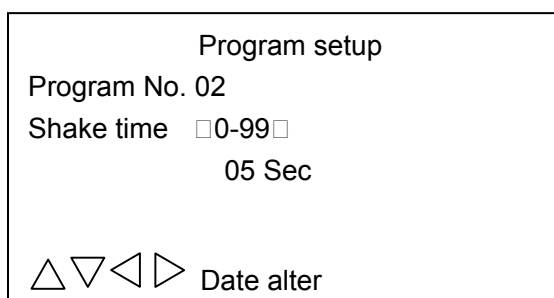 Program setup
Program No. 02
Shake time □0-99□
05 Sec
△▽◁▷ Date alter